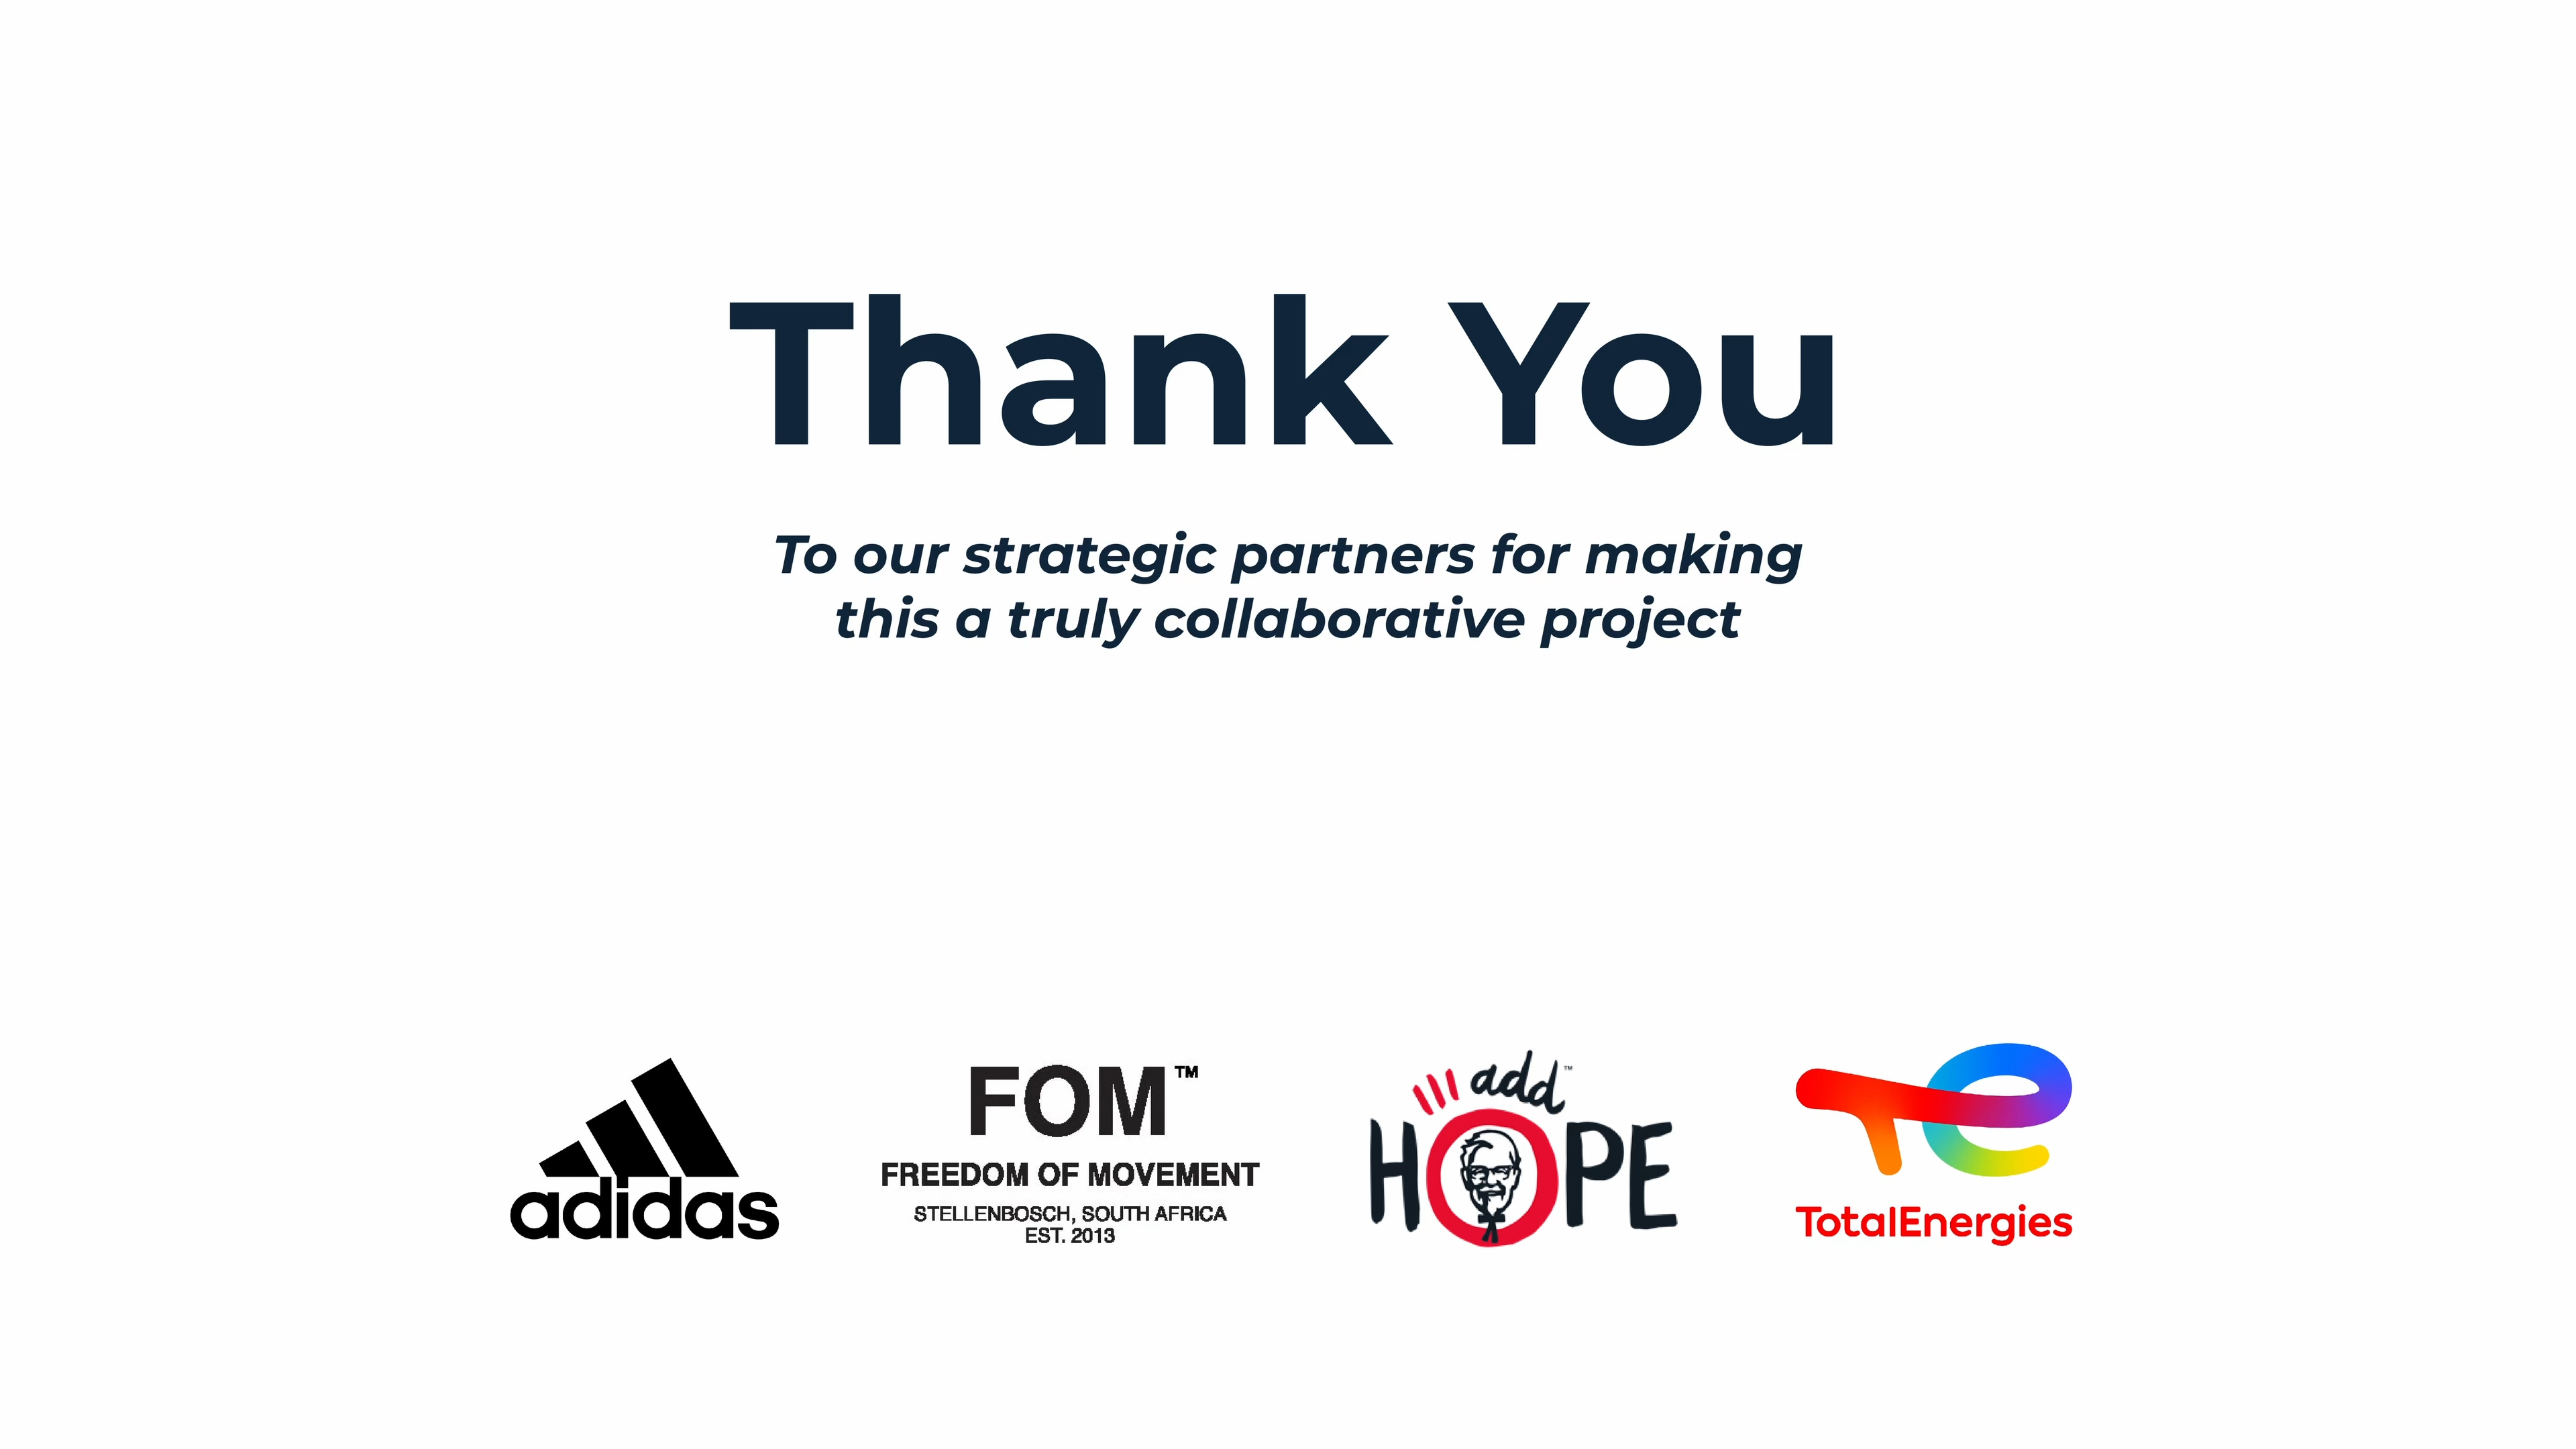 Thank You
To our strategic partners for making
this a truly collaborative project
adidas
FOM™
FREEDOM OF MOVEMENT
STELLENBOSCH, SOUTH AFRICA
EST. 2013
add™
HOPE
TotalEnergies